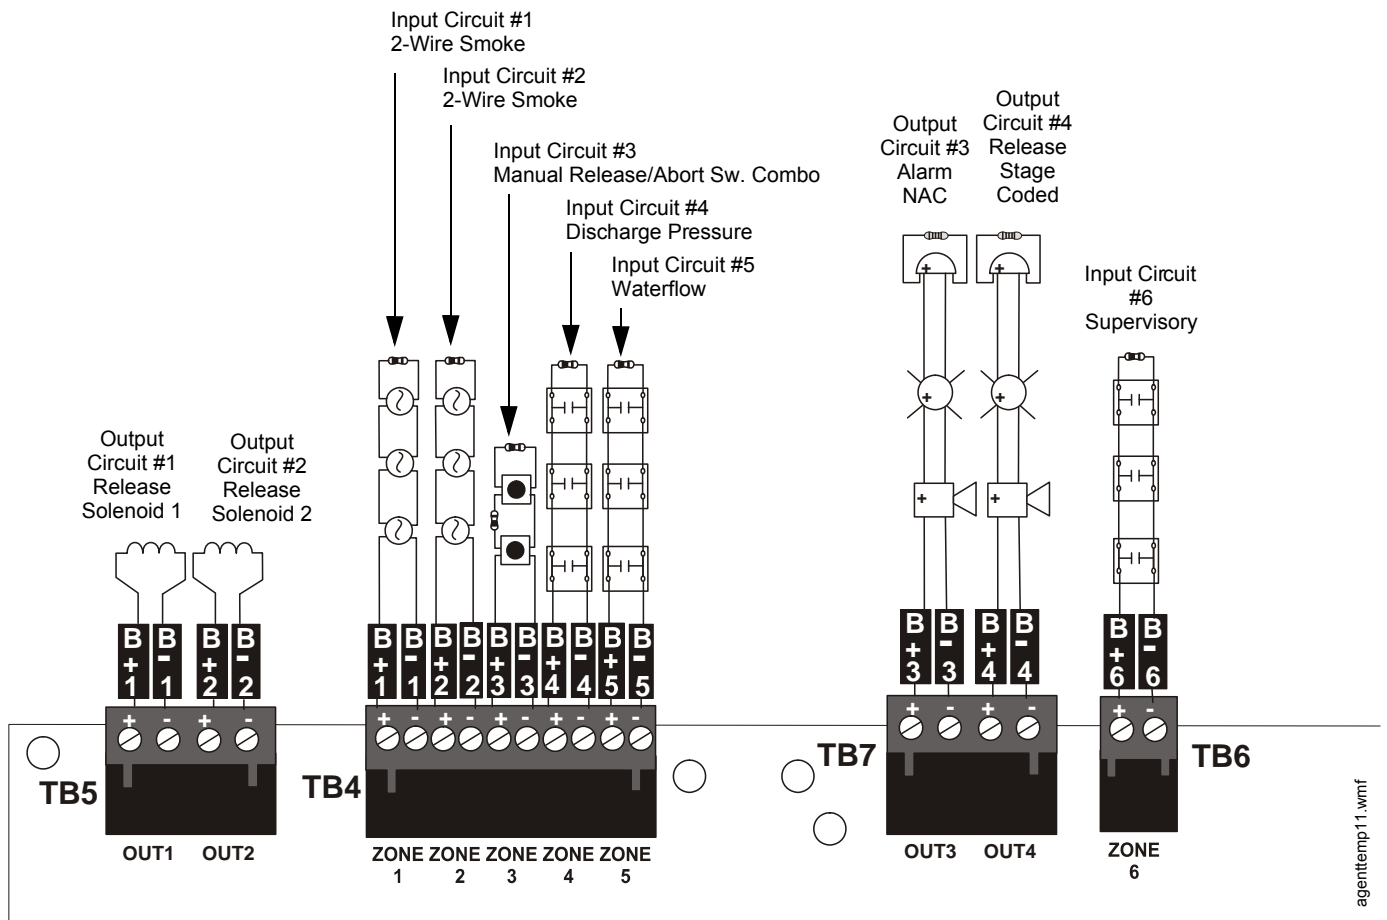 Input Circuit #1
2-Wire Smoke
Input Circuit #2
2-Wire Smoke
Input Circuit #3
Manual Release/Abort Sw. Combo
Input Circuit #4
Discharge Pressure
Input Circuit #5
Waterflow
Output
Circuit #3
Alarm
NAC
Output
Circuit #4
Release
Stage
Coded
Input Circuit
#6
Supervisory
Output
Circuit #1
Release
Solenoid 1
Output
Circuit #2
Release
Solenoid 2
B+1
B-1
B+2
B-2
B+1
B-1
B+2
B-2
B+3
B-3
B+4
B-4
B+5
B-5
B+3
B-3
B+4
B-4
B+6
B-6
+ - + -
+ - + - + - + - + -
+ - + -
+ -
TB5
TB4
TB7
TB6
OUT1
OUT2
ZONE
1
ZONE
2
ZONE
3
ZONE
4
ZONE
5
OUT3
OUT4
ZONE
6
+
+
+
+
+
+
agenttemp11.wmf